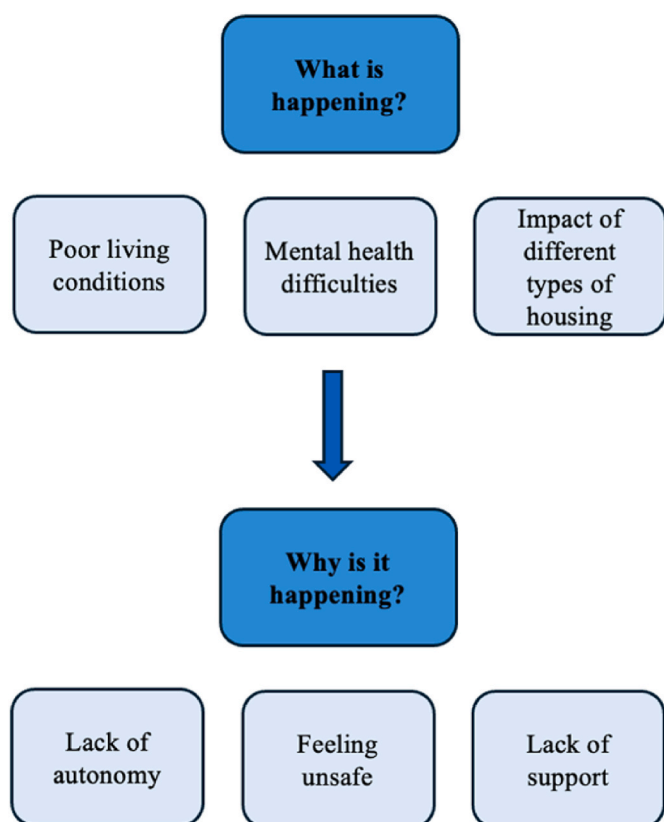 What is
happening?
Poor living
conditions
Mental health
difficulties
Impact of
different
types of
housing
Why is it
happening?
Lack of
autonomy
Feeling
unsafe
Lack of
support